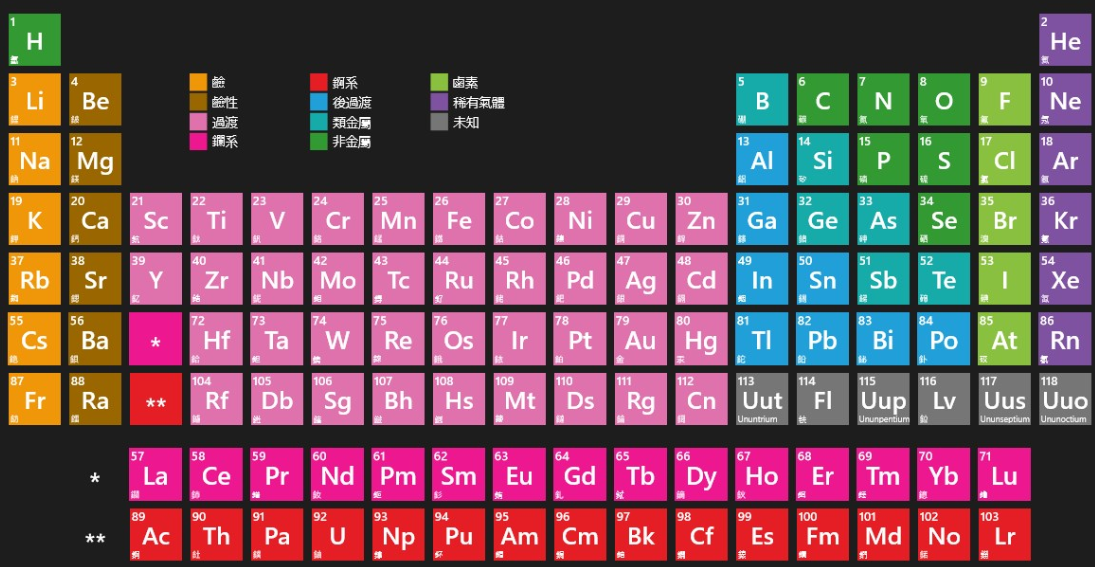 1 2
H He
氫 氦
鹼 錒系 鹵素
鹼性 後過渡 稀有氣體
過渡 類金屬 未知
鑭系 非金屬
3 4 5 6 7 8 9 10
Li Be B C N O F Ne
鋰 鈹 硼 碳 氮 氧 氟 氖
11 12 13 14 15 16 17 18
Na Mg Al Si P S Cl Ar
鈉 鎂 鋁 矽 磷 硫 氯 氬
19 20 21 22 23 24 25 26 27 28 29 30 31 32 33 34 35 36
K Ca Sc Ti V Cr Mn Fe Co Ni Cu Zn Ga Ge As Se Br Kr
鉀 鈣 鈧 鈦 釩 鉻 錳 鐵 鈷 鎳 銅 鋅 鎵 鍺 砷 硒 溴 氪
37 38 39 40 41 42 43 44 45 46 47 48 49 50 51 52 53 54
Rb Sr Y Zr Nb Mo Tc Ru Rh Pd Ag Cd In Sn Sb Te I Xe
銣 鍶 釔 鋯 鈮 鉬 鎝 釕 銠 鈀 銀 鎘 銦 錫 銻 碲 碘 氙
55 56 72 73 74 75 76 77 78 79 80 81 82 83 84 85 86
Cs Ba * Hf Ta W Re Os Ir Pt Au Hg Tl Pb Bi Po At Rn
銫 鋇 鉿 鉭 鎢 錸 鋨 銥 鉑 金 汞 鉈 鉛 鉍 釙 砈 氡
87 88 104 105 106 107 108 109 110 111 112 113 114 115 116 117 118
Fr Ra ** Rf Db Sg Bh Hs Mt Ds Rg Cn Uut Fl Uup Lv Uus Uuo
鍅 鐳 Ununtrium Ununpentium Ununseptium Ununoctium
57 58 59 60 61 62 63 64 65 66 67 68 69 70 71
* La Ce Pr Nd Pm Sm Eu Gd Tb Dy Ho Er Tm Yb Lu
鑭 鈰 鐠 釹 鉕 釤 銪 釓 鋱 鏑 鈥 鉺 銩 鐿 鎦
89 90 91 92 93 94 95 96 97 98 99 100 101 102 103
** Ac Th Pa U Np Pu Am Cm Bk Cf Es Fm Md No Lr
錒 釷 鏷 鈾 錼 鈽 鋂 鋦 鉳 鉲 鑀 鐨 鍆 鍩 鐒